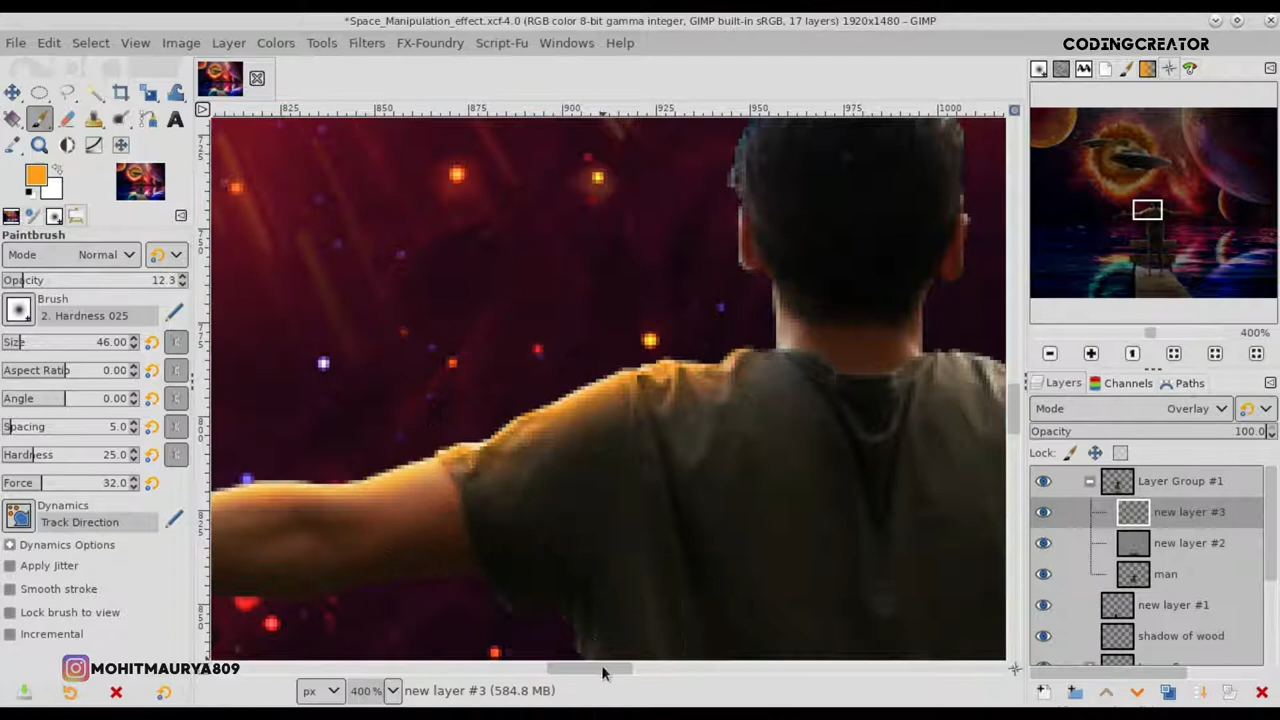 *Space_Manipulation_effect.xcf-4.0 (RGB color 8-bit gamma integer, GIMP built-in sRGB, 17 layers) 1920x1480 – GIMP
File Edit Select View Image Layer Colors Tools Filters FX-Foundry Script-Fu Windows Help
CODINGCREATOR
825 850 875 900 925 950 975 1000
Paintbrush
Mode Normal
Opacity 12.3
Brush
2. Hardness 025
Size 46.00
Aspect Ratio 0.00
Angle 0.00
Spacing 5.0
Hardness 25.0
Force 32.0
Dynamics
Track Direction
Dynamics Options
Apply Jitter
Smooth stroke
Lock brush to view
Incremental
MOHITMAURYA809
px 400 % new layer #3 (584.8 MB)
400%
Layers Channels Paths
Mode Overlay
Opacity 100.0
Lock:
Layer Group #1
new layer #3
new layer #2
man
new layer #1
shadow of wood